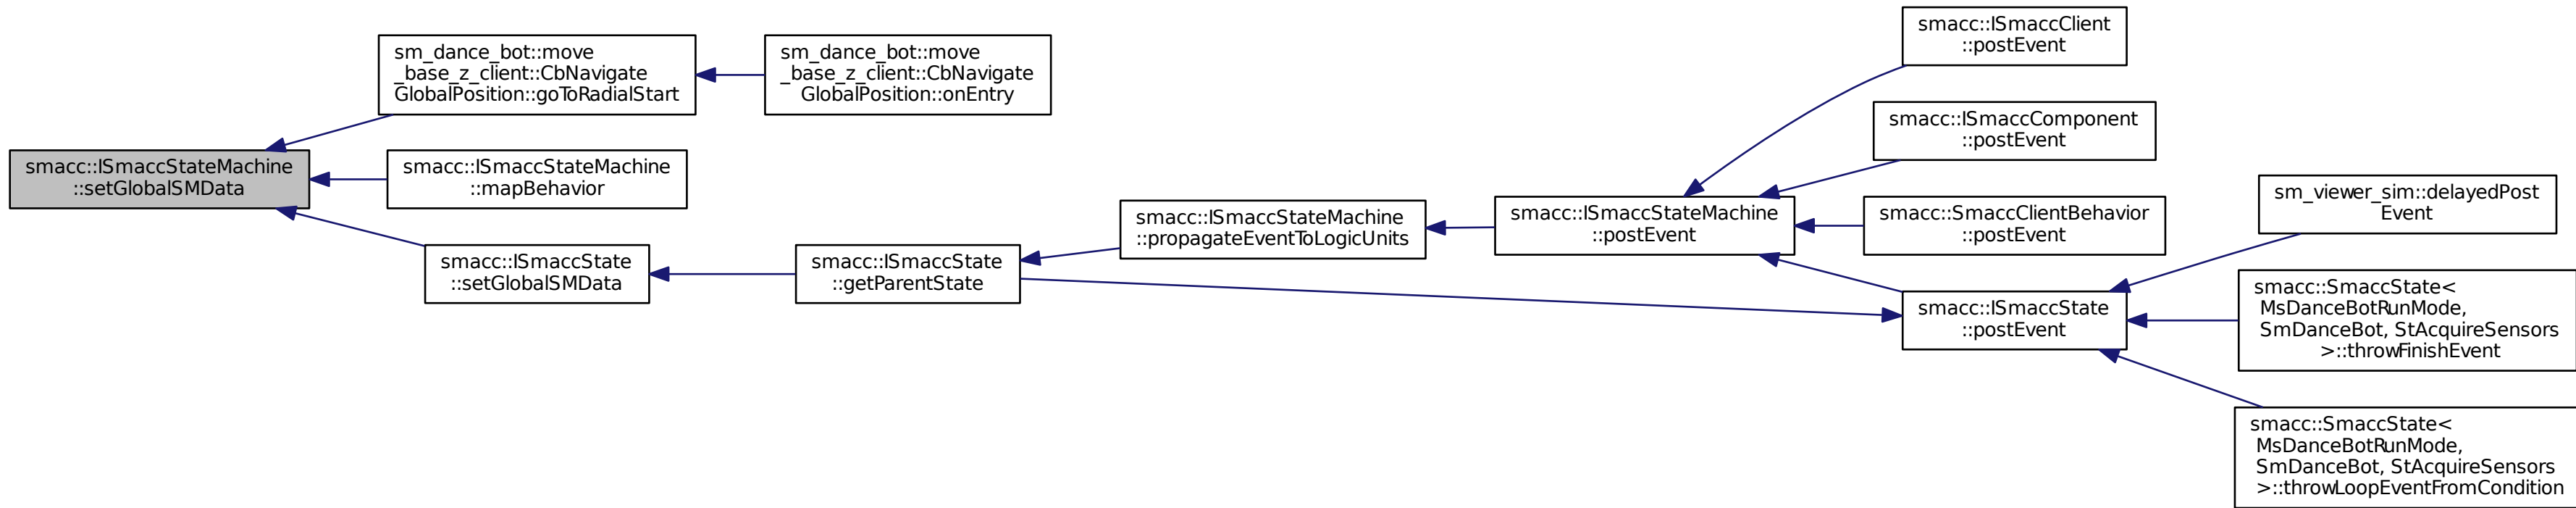 smacc::ISmaccStateMachine
::setGlobalSMData
sm_dance_bot::move
_base_z_client::CbNavigate
GlobalPosition::goToRadialStart
sm_dance_bot::move
_base_z_client::CbNavigate
GlobalPosition::onEntry
smacc::ISmaccStateMachine
::mapBehavior
smacc::ISmaccState
::setGlobalSMData
smacc::ISmaccState
::getParentState
smacc::ISmaccStateMachine
::propagateEventToLogicUnits
smacc::ISmaccStateMachine
::postEvent
smacc::ISmaccClient
::postEvent
smacc::ISmaccComponent
::postEvent
smacc::SmaccClientBehavior
::postEvent
smacc::ISmaccState
::postEvent
sm_viewer_sim::delayedPost
Event
smacc::SmaccState<
MsDanceBotRunMode,
SmDanceBot, StAcquireSensors
>::throwFinishEvent
smacc::SmaccState<
MsDanceBotRunMode,
SmDanceBot, StAcquireSensors
>::throwLoopEventFromCondition